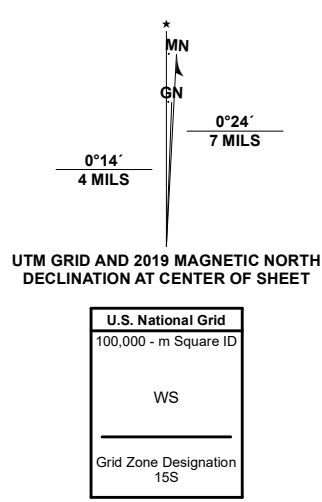 MN
GN
0°24´
7 MILS
0°14´
4 MILS
UTM GRID AND 2019 MAGNETIC NORTH
DECLINATION AT CENTER OF SHEET
U.S. National Grid
100,000 - m Square ID
WS
Grid Zone Designation
15S